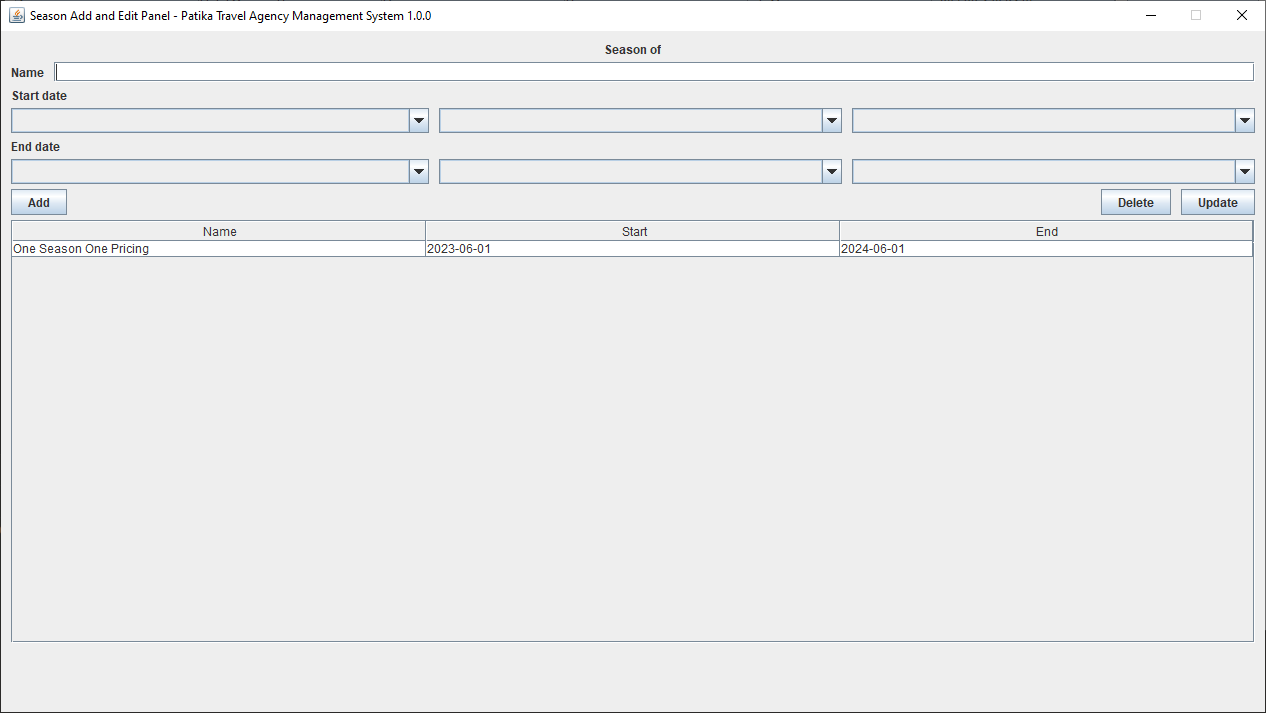 Season Add and Edit Panel - Patika Travel Agency Management System 1.0.0
Season of
Name
Start date
End date
Add Delete Update
Name Start End
One Season One Pricing 2023-06-01 2024-06-01